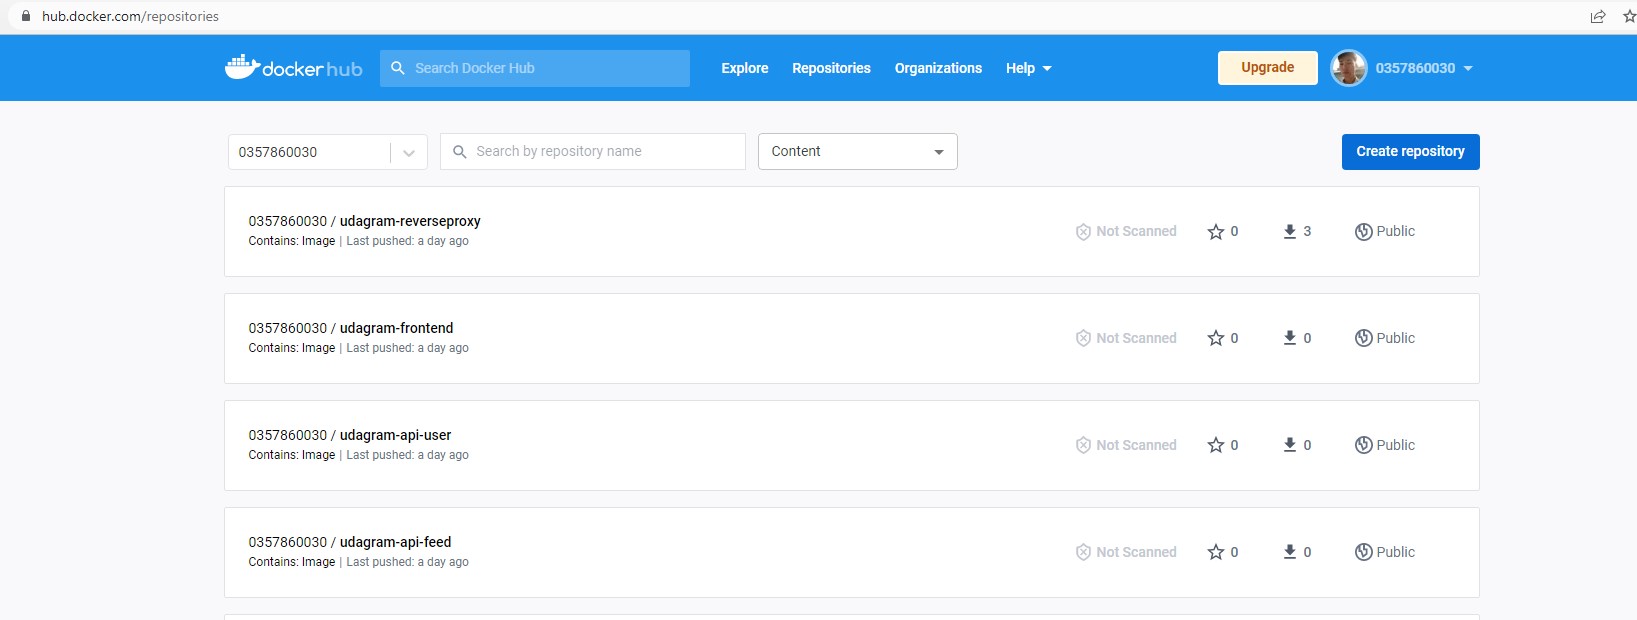 hub.docker.com/repositories
docker hub
Search Docker Hub
Explore
Repositories
Organizations
Help
Upgrade
0357860030
0357860030
Search by repository name
Content
Create repository
0357860030 / udagram-reverseproxy
Contains: Image | Last pushed: a day ago
Not Scanned
0
3
Public
0357860030 / udagram-frontend
Contains: Image | Last pushed: a day ago
Not Scanned
0
0
Public
0357860030 / udagram-api-user
Contains: Image | Last pushed: a day ago
Not Scanned
0
0
Public
0357860030 / udagram-api-feed
Contains: Image | Last pushed: a day ago
Not Scanned
0
0
Public